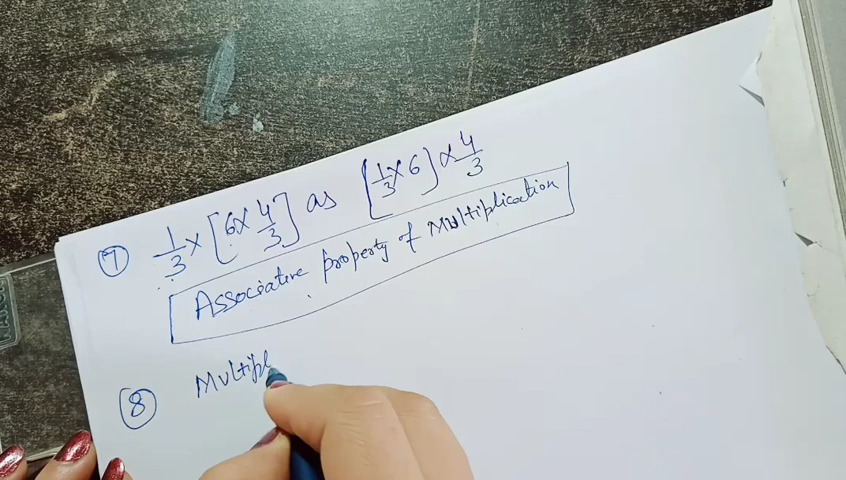 7 1/3 × [6 × 4/3] as [1/3 × 6] × 4/3
Associative property of Multiplication
8 Multipl